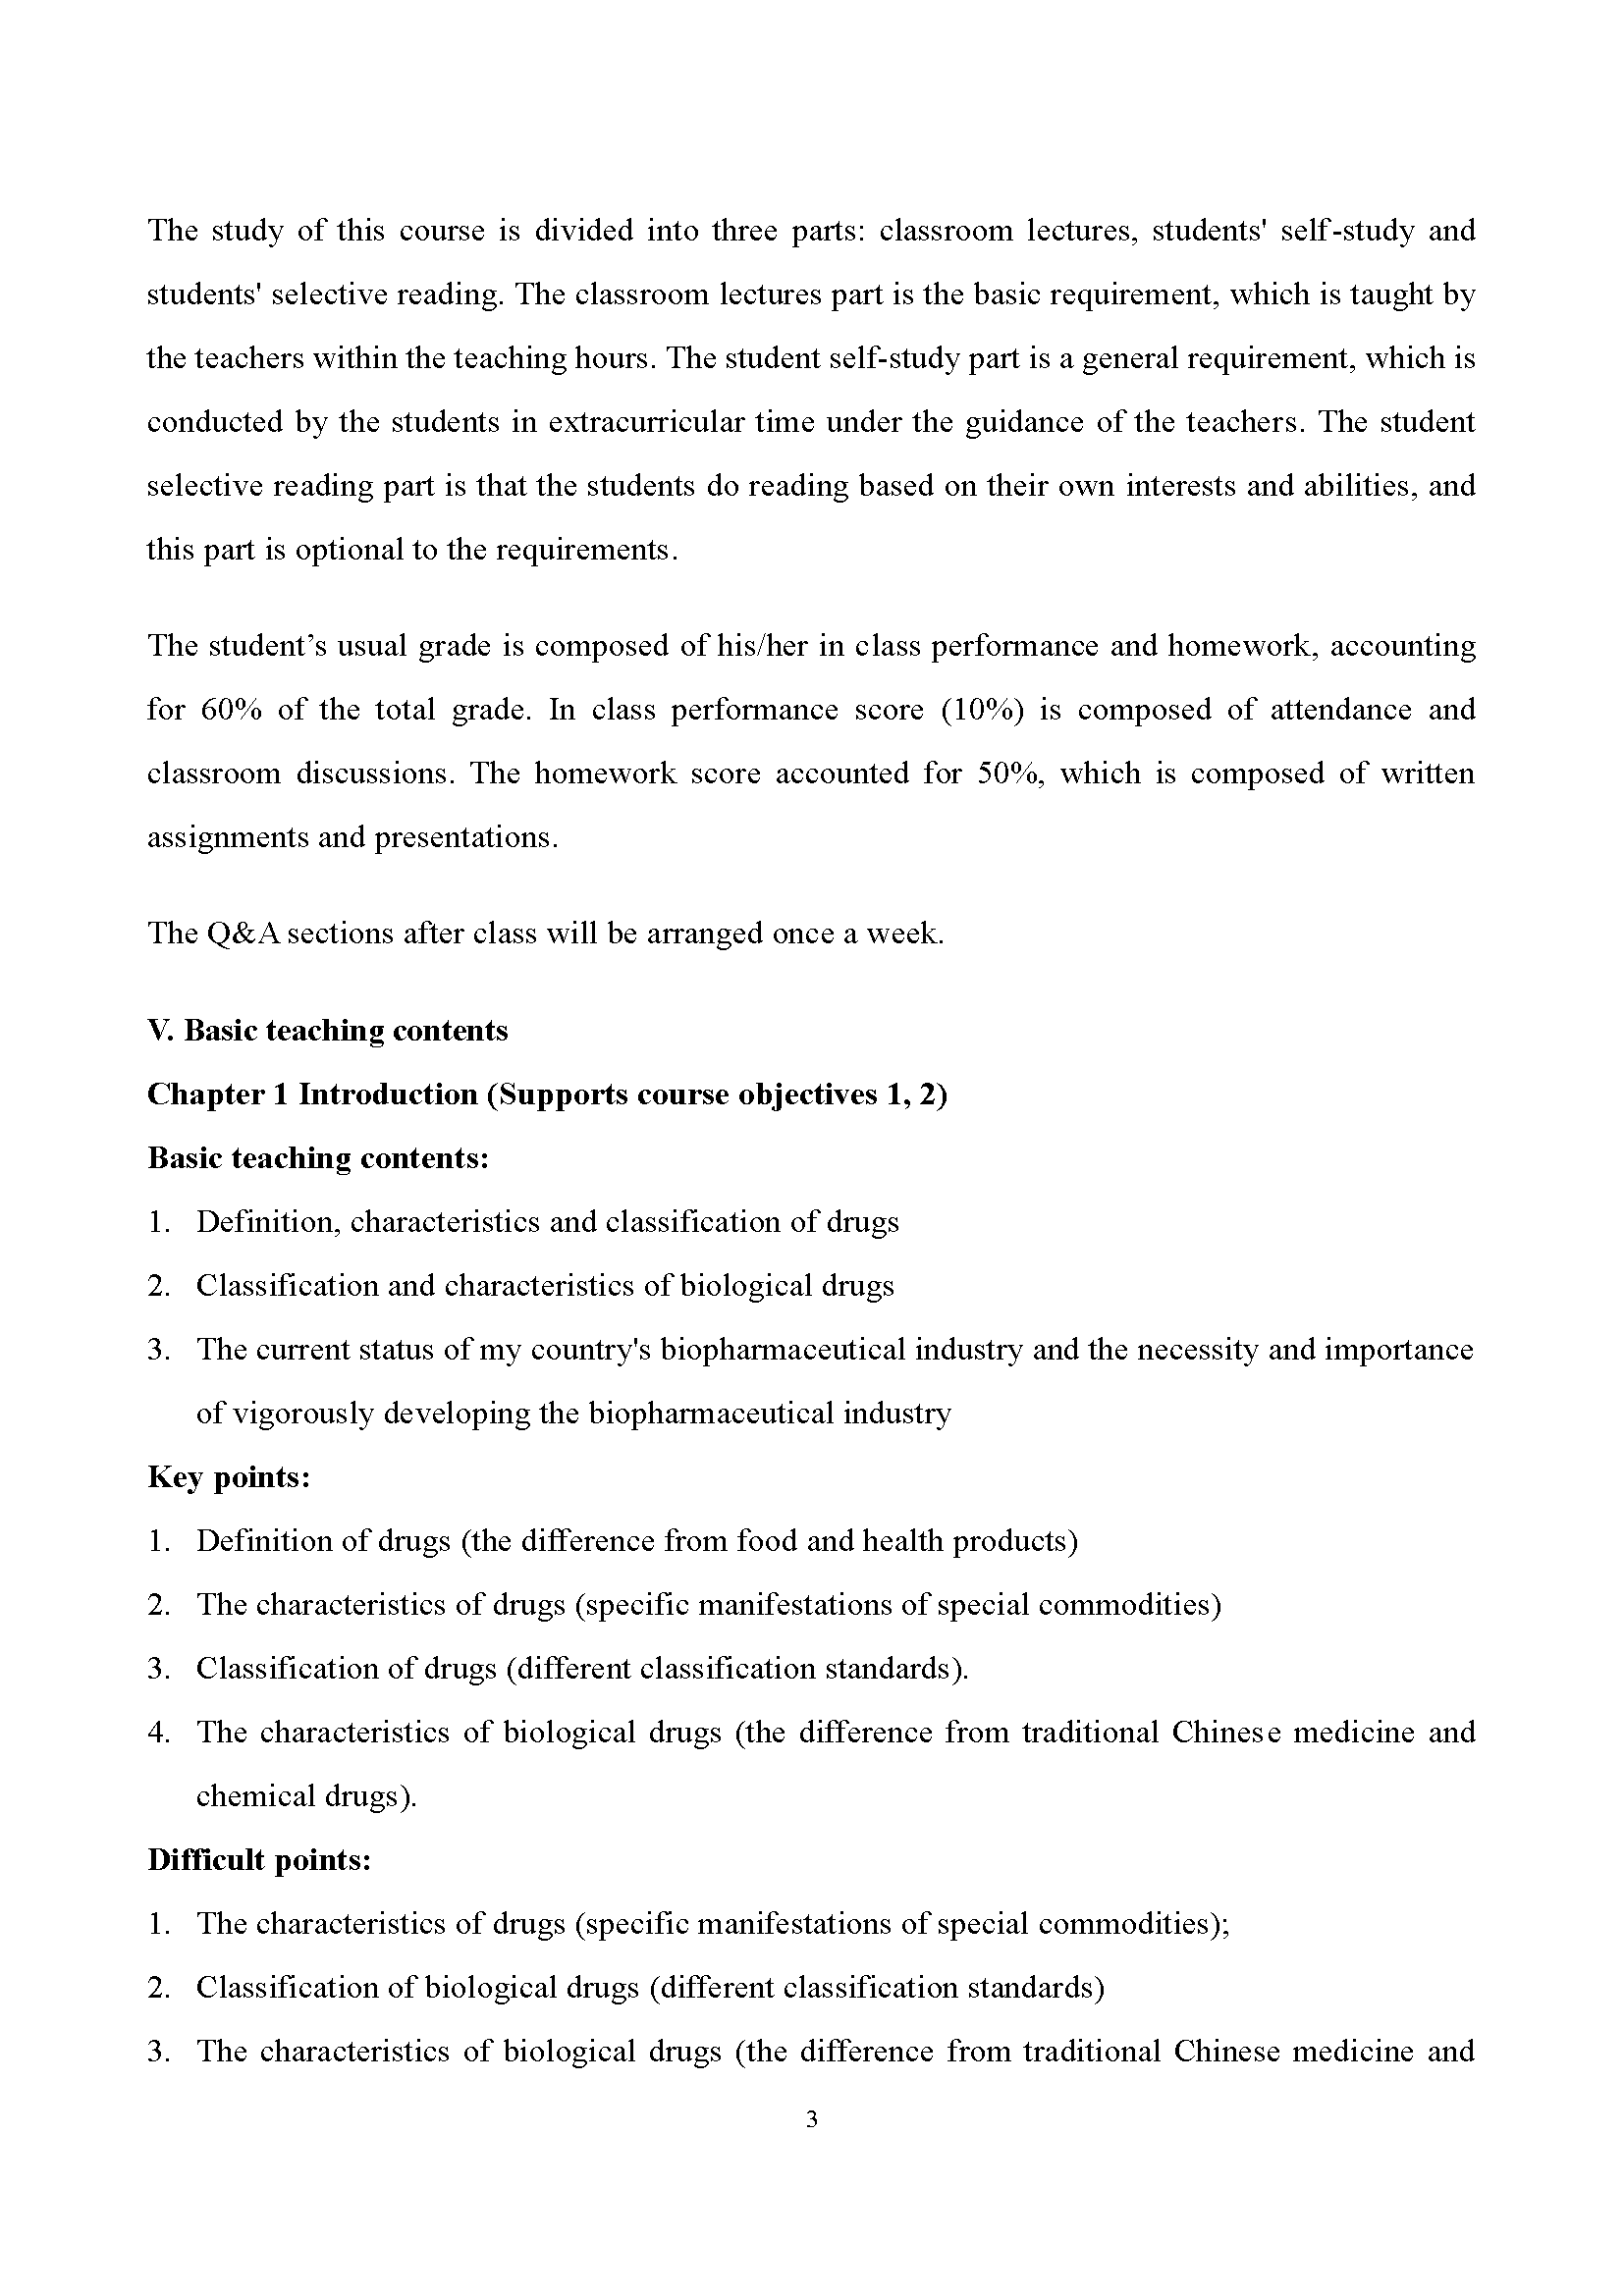 The study of this course is divided into three parts: classroom lectures, students' self-study and
students' selective reading. The classroom lectures part is the basic requirement, which is taught by
the teachers within the teaching hours. The student self-study part is a general requirement, which is
conducted by the students in extracurricular time under the guidance of the teachers. The student
selective reading part is that the students do reading based on their own interests and abilities, and
this part is optional to the requirements.
The student’s usual grade is composed of his/her in class performance and homework, accounting
for 60% of the total grade. In class performance score (10%) is composed of attendance and
classroom discussions. The homework score accounted for 50%, which is composed of written
assignments and presentations.
The Q&A sections after class will be arranged once a week.
V. Basic teaching contents
Chapter 1 Introduction (Supports course objectives 1, 2)
Basic teaching contents:
1. Definition, characteristics and classification of drugs
2. Classification and characteristics of biological drugs
3. The current status of my country's biopharmaceutical industry and the necessity and importance
of vigorously developing the biopharmaceutical industry
Key points:
1. Definition of drugs (the difference from food and health products)
2. The characteristics of drugs (specific manifestations of special commodities)
3. Classification of drugs (different classification standards).
4. The characteristics of biological drugs (the difference from traditional Chinese medicine and
chemical drugs).
Difficult points:
1. The characteristics of drugs (specific manifestations of special commodities);
2. Classification of biological drugs (different classification standards)
3. The characteristics of biological drugs (the difference from traditional Chinese medicine and
3